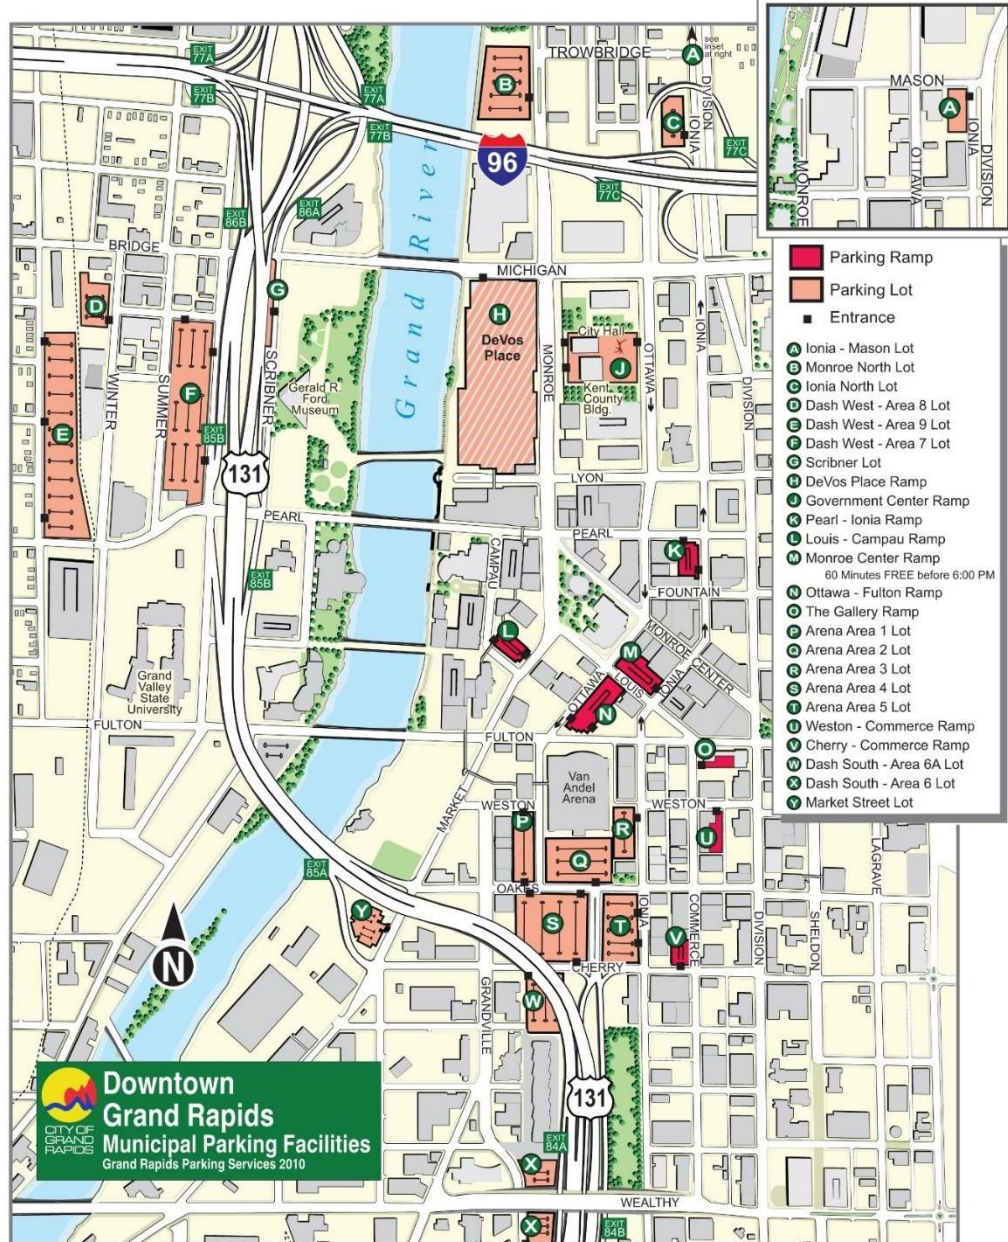 EXIT
77A
EXIT
77B
EXIT
77A
EXIT
77B
TROWBRIDGE
see
inset
at right
A
B
C
DIVISION
IONIA
EXIT
77C
EXIT
77C
96
EXIT
86B
EXIT
86A
Grand River
BRIDGE
MICHIGAN
D
G
H
DeVos
Place
City Hall
J
Kent
County
Bldg.
MONROE
OTTAWA
IONIA
DIVISION
WINTER
SUMMER
SCRIBNER
Gerald R.
Ford
Museum
Grand
E
F
EXIT
85B
131
LYON
PEARL
PEARL
CAMPAU
K
FOUNTAIN
EXIT
85B
L
M
MONROE CENTER
OTTAWA
LOUIS
IONIA
N
Grand
Valley
State
University
FULTON
FULTON
O
Van
Andel
Arena
MARKET
WESTON
WESTON
P
Q
R
U
EXIT
85A
OAKES
LAGRAVE
Y
S
T
IONIA
V
COMMERCE
DIVISION
SHELDON
CHERRY
N
W
GRANDVILLE
131
EXIT
84A
X
WEALTHY
X
EXIT
84B
MASON
A
MONROE
OTTAWA
IONIA
DIVISION
Parking Ramp
Parking Lot
Entrance
A Ionia - Mason Lot
B Monroe North Lot
C Ionia North Lot
D Dash West - Area 8 Lot
E Dash West - Area 9 Lot
F Dash West - Area 7 Lot
G Scribner Lot
H DeVos Place Ramp
J Government Center Ramp
K Pearl - Ionia Ramp
L Louis - Campau Ramp
M Monroe Center Ramp
60 Minutes FREE before 6:00 PM
N Ottawa - Fulton Ramp
O The Gallery Ramp
P Arena Area 1 Lot
Q Arena Area 2 Lot
R Arena Area 3 Lot
S Arena Area 4 Lot
T Arena Area 5 Lot
U Weston - Commerce Ramp
V Cherry - Commerce Ramp
W Dash South - Area 6A Lot
X Dash South - Area 6 Lot
Y Market Street Lot
CITY OF
GRAND
RAPIDS
Downtown
Grand Rapids
Municipal Parking Facilities
Grand Rapids Parking Services 2010